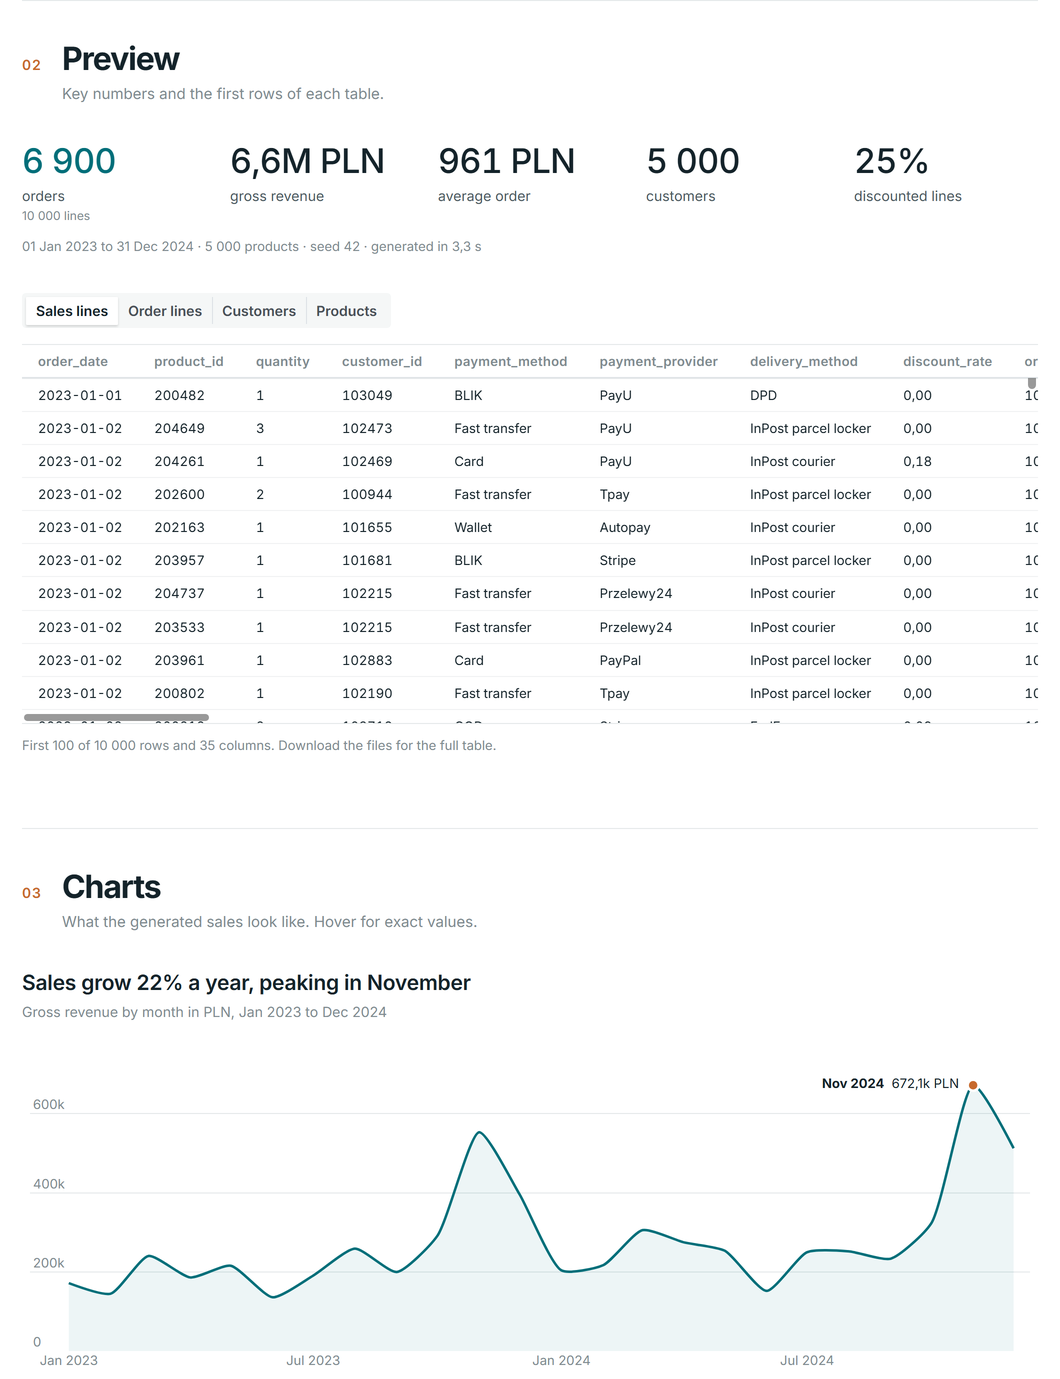 02 Preview
Key numbers and the first rows of each table.
6 900 6,6M PLN 961 PLN 5 000 25%
orders gross revenue average order customers discounted lines
10 000 lines
01 Jan 2023 to 31 Dec 2024 · 5 000 products · seed 42 · generated in 3,3 s
Sales lines Order lines Customers Products
order_date product_id quantity customer_id payment_method payment_provider delivery_method discount_rate
2023-01-01 200482 1 103049 BLIK PayU DPD 0,00
2023-01-02 204649 3 102473 Fast transfer PayU InPost parcel locker 0,00
2023-01-02 204261 1 102469 Card PayU InPost courier 0,18
2023-01-02 202600 2 100944 Fast transfer Tpay InPost parcel locker 0,00
2023-01-02 202163 1 101655 Wallet Autopay InPost courier 0,00
2023-01-02 203957 1 101681 BLIK Stripe InPost parcel locker 0,00
2023-01-02 204737 1 102215 Fast transfer Przelewy24 InPost courier 0,00
2023-01-02 203533 1 102215 Fast transfer Przelewy24 InPost courier 0,00
2023-01-02 203961 1 102883 Card PayPal InPost parcel locker 0,00
2023-01-02 200802 1 102190 Fast transfer Tpay InPost parcel locker 0,00
First 100 of 10 000 rows and 35 columns. Download the files for the full table.
03 Charts
What the generated sales look like. Hover for exact values.
Sales grow 22% a year, peaking in November
Gross revenue by month in PLN, Jan 2023 to Dec 2024
Nov 2024 672,1k PLN
600k
400k
200k
0
Jan 2023 Jul 2023 Jan 2024 Jul 2024